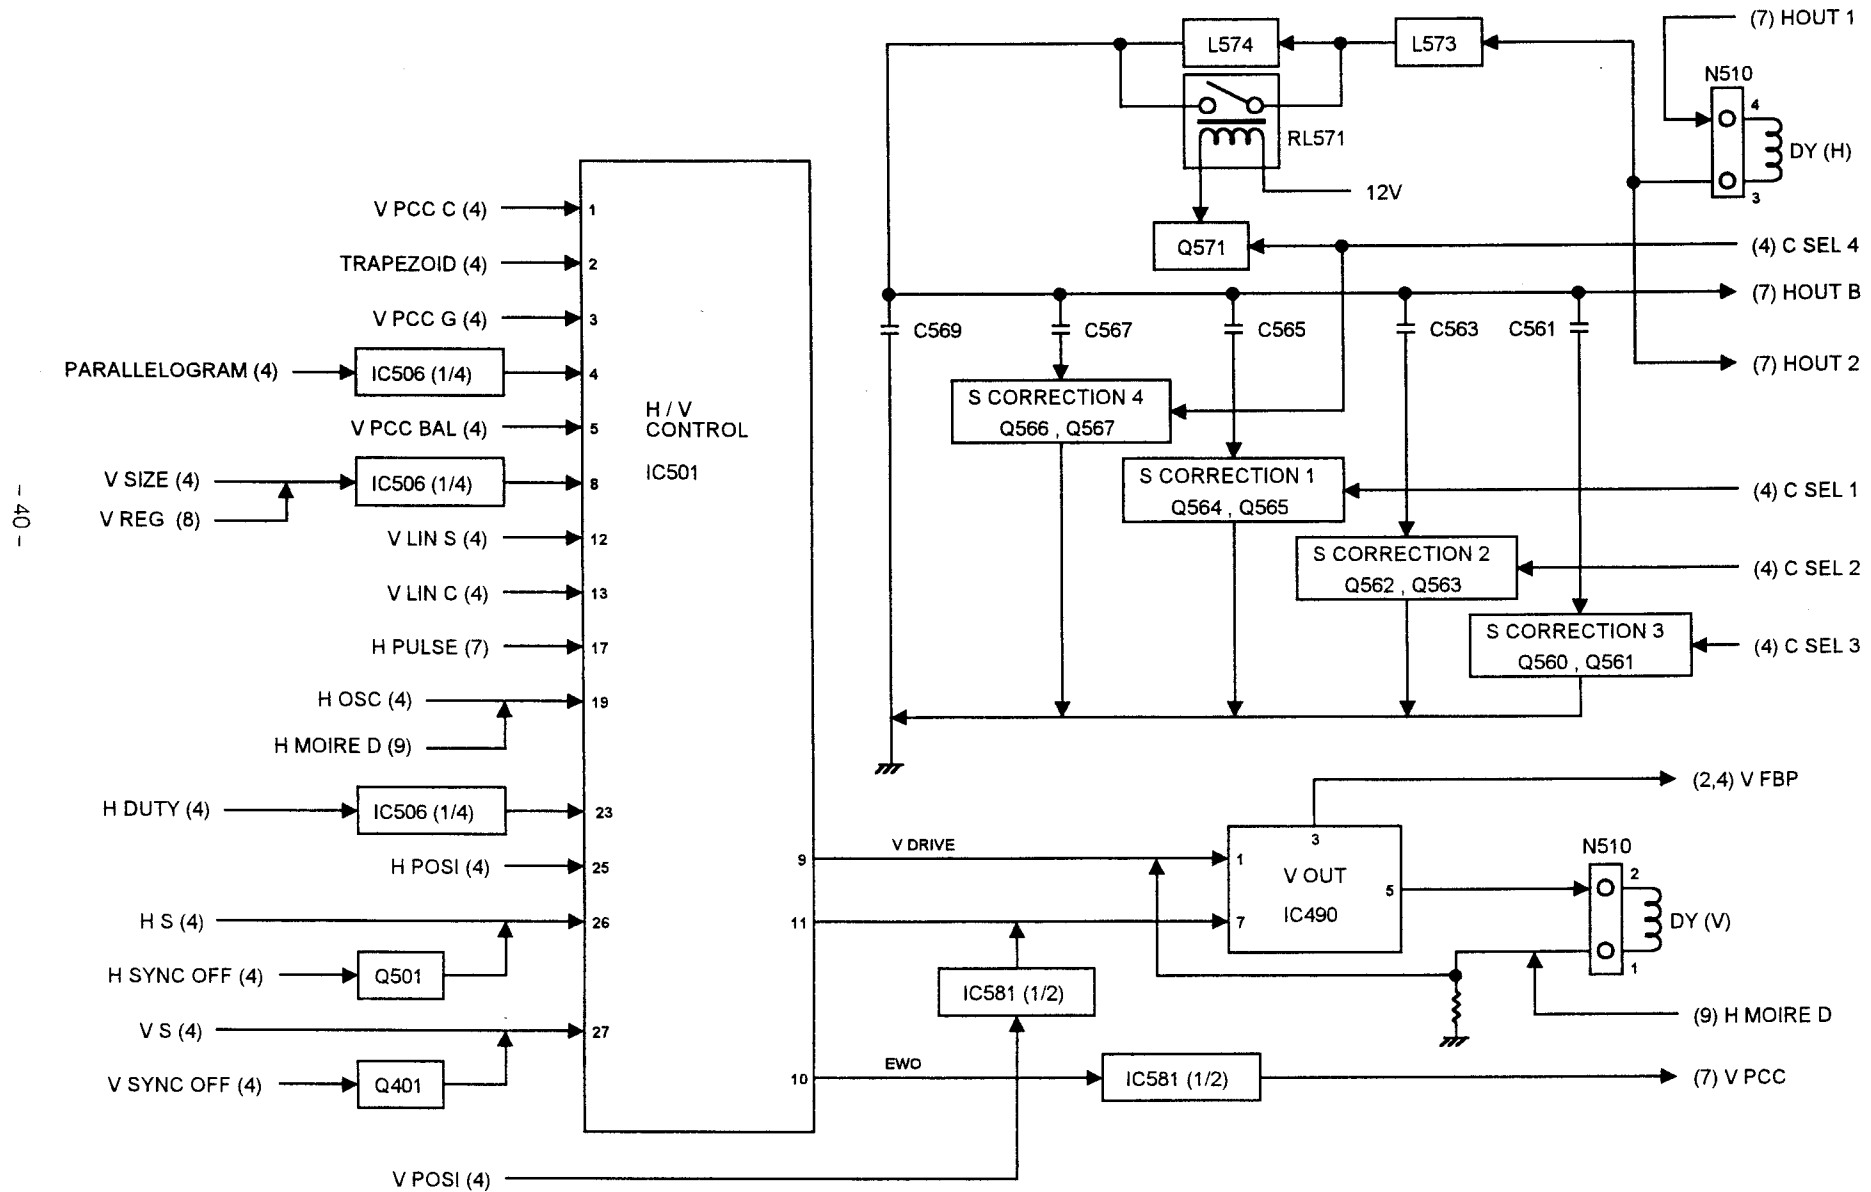 V PCC C (4)
1
TRAPEZOID (4)
2
V PCC G (4)
3
PARALLELOGRAM (4)
IC506 (1/4)
4
V PCC BAL (4)
5
V SIZE (4)
IC506 (1/4)
8
V REG (8)
V LIN S (4)
12
V LIN C (4)
13
H PULSE (7)
17
H OSC (4)
19
H MOIRE D (9)
H DUTY (4)
IC506 (1/4)
23
H POSI (4)
25
H S (4)
26
H SYNC OFF (4)
Q501
V S (4)
27
V SYNC OFF (4)
Q401
V POSI (4)
– 40 –
H / V
CONTROL
IC501
9
11
10
V DRIVE
EWO
IC581 (1/2)
IC581 (1/2)
1
7
3
5
V OUT
IC490
(2,4) V FBP
N510
2
1
DY (V)
(9) H MOIRE D
(7) V PCC
(7) HOUT 1
L574
L573
N510
4
3
DY (H)
RL571
12V
Q571
(4) C SEL 4
(7) HOUT B
C569
C567
C565
C563
C561
(7) HOUT 2
S CORRECTION 4
Q566 , Q567
S CORRECTION 1
Q564 , Q565
(4) C SEL 1
S CORRECTION 2
Q562 , Q563
(4) C SEL 2
S CORRECTION 3
Q560 , Q561
(4) C SEL 3